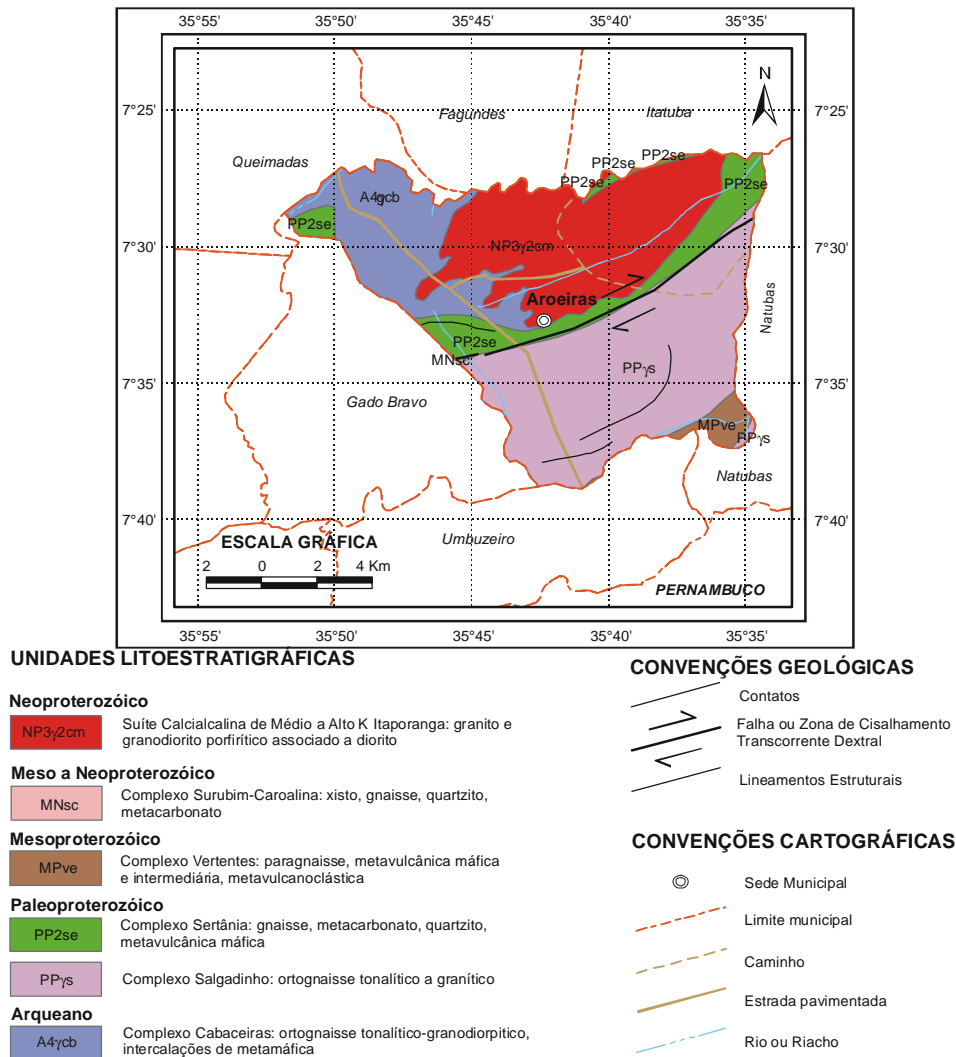 35°55' 35°50' 35°45' 35°40' 35°35'
N
7°25' 7°25'
Fagundes Itatuba
Queimadas
PP2se PP2se
PP2se PP2se
A4γcb
PP2se
7°30' NP3γ2cm 7°30'
Aroeiras
Natubas
PP2se
MNsc
PPγs
7°35' 7°35'
Gado Bravo
MPve
PPγs
Natubas
7°40' 7°40'
Umbuzeiro
ESCALA GRÁFICA
2 0 2 4 Km
PERNAMBUCO
35°55' 35°50' 35°45' 35°40' 35°35'
UNIDADES LITOESTRATIGRÁFICAS
Neoproterozóico
NP3γ2cm
Suíte Calcialcalina de Médio a Alto K Itaporanga: granito e
granodiorito porfirítico associado a diorito
Meso a Neoproterozóico
MNsc
Complexo Surubim-Caroalina: xisto, gnaisse, quartzito,
metacarbonato
Mesoproterozóico
MPve
Complexo Vertentes: paragnaisse, metavulcânica máfica
e intermediária, metavulcanoclástica
Paleoproterozóico
PP2se
Complexo Sertânia: gnaisse, metacarbonato, quartzito,
metavulcânica máfica
PPγs
Complexo Salgadinho: ortognaisse tonalítico a granítico
Arqueano
A4γcb
Complexo Cabaceiras: ortognaisse tonalítico-granodiorpitico,
intercalações de metamáfica
CONVENÇÕES GEOLÓGICAS
Contatos
Falha ou Zona de Cisalhamento
Transcorrente Dextral
Lineamentos Estruturais
CONVENÇÕES CARTOGRÁFICAS
Sede Municipal
Limite municipal
Caminho
Estrada pavimentada
Rio ou Riacho